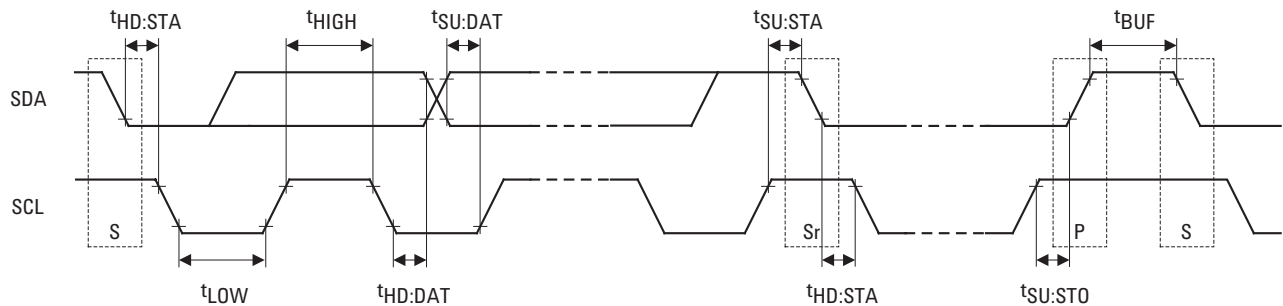 tHD:STA tHIGH tSU:DAT tSU:STA tBUF
SDA
SCL
S Sr P S
tLOW tHD:DAT tHD:STA tSU:STO